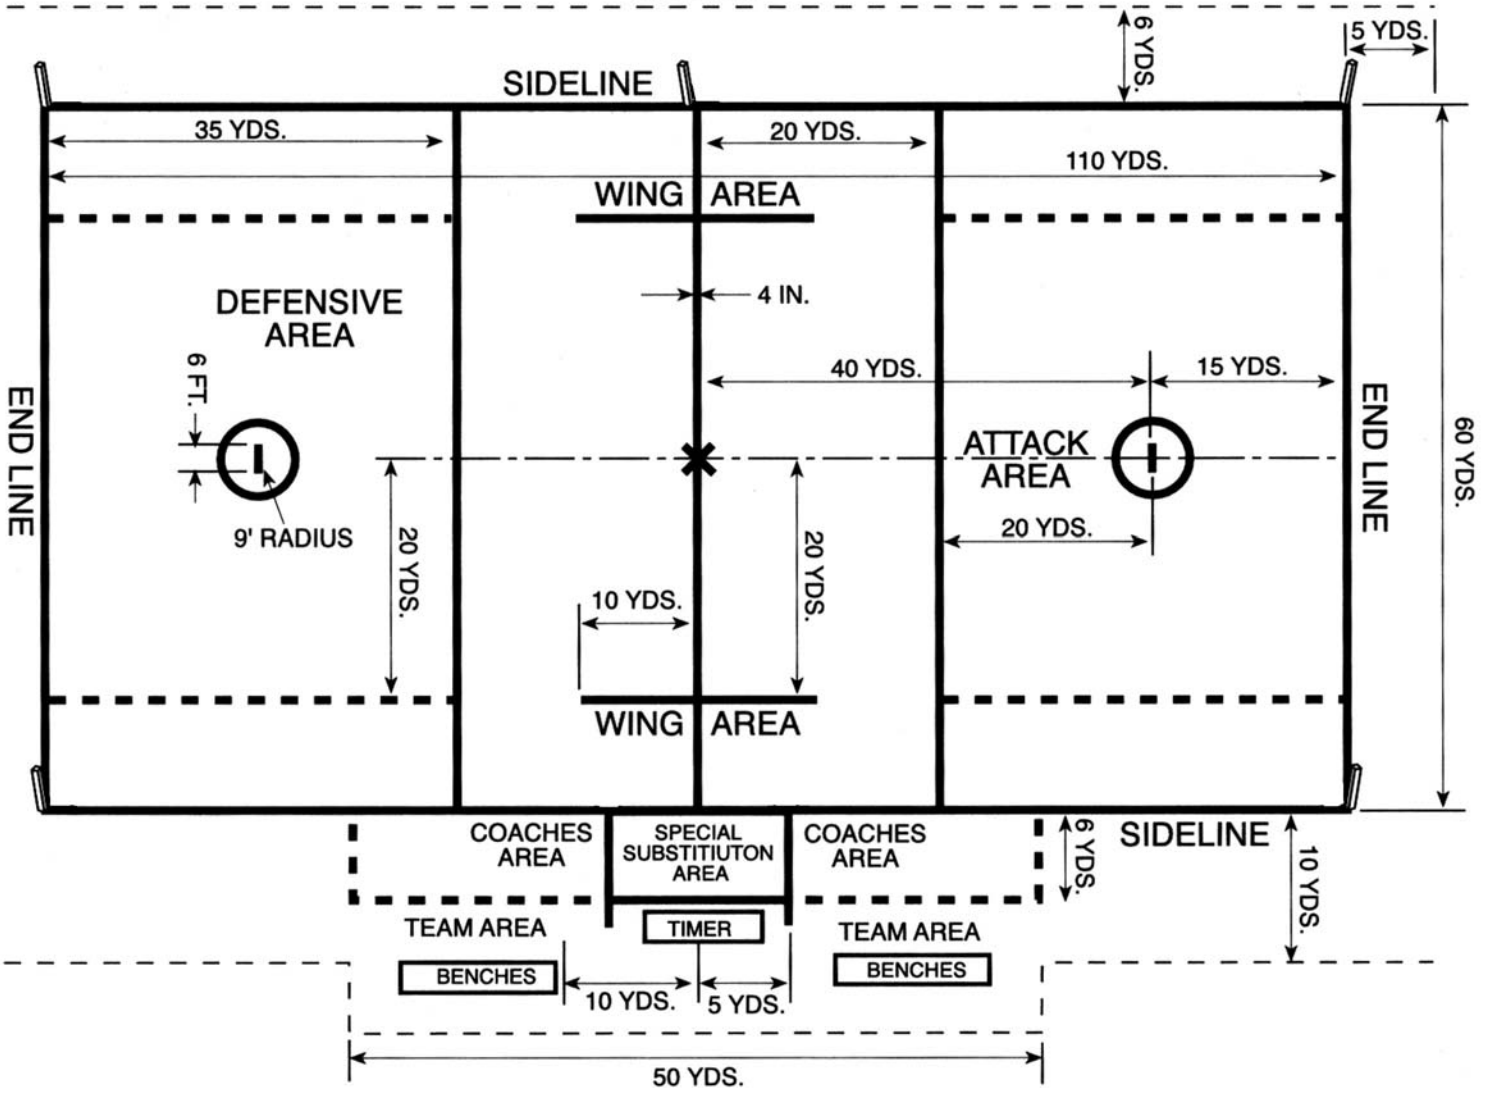 6 YDS.
5 YDS.
SIDELINE
35 YDS.
20 YDS.
110 YDS.
WING AREA
4 IN.
DEFENSIVE
AREA
6 FT.
40 YDS.
15 YDS.
END LINE
END LINE
60 YDS.
ATTACK
AREA
9' RADIUS
20 YDS.
20 YDS.
20 YDS.
10 YDS.
WING AREA
COACHES
AREA
SPECIAL
SUBSTITIUTON
AREA
COACHES
AREA
6 YDS.
SIDELINE
10 YDS.
TEAM AREA
TIMER
TEAM AREA
BENCHES
BENCHES
10 YDS.
5 YDS.
50 YDS.